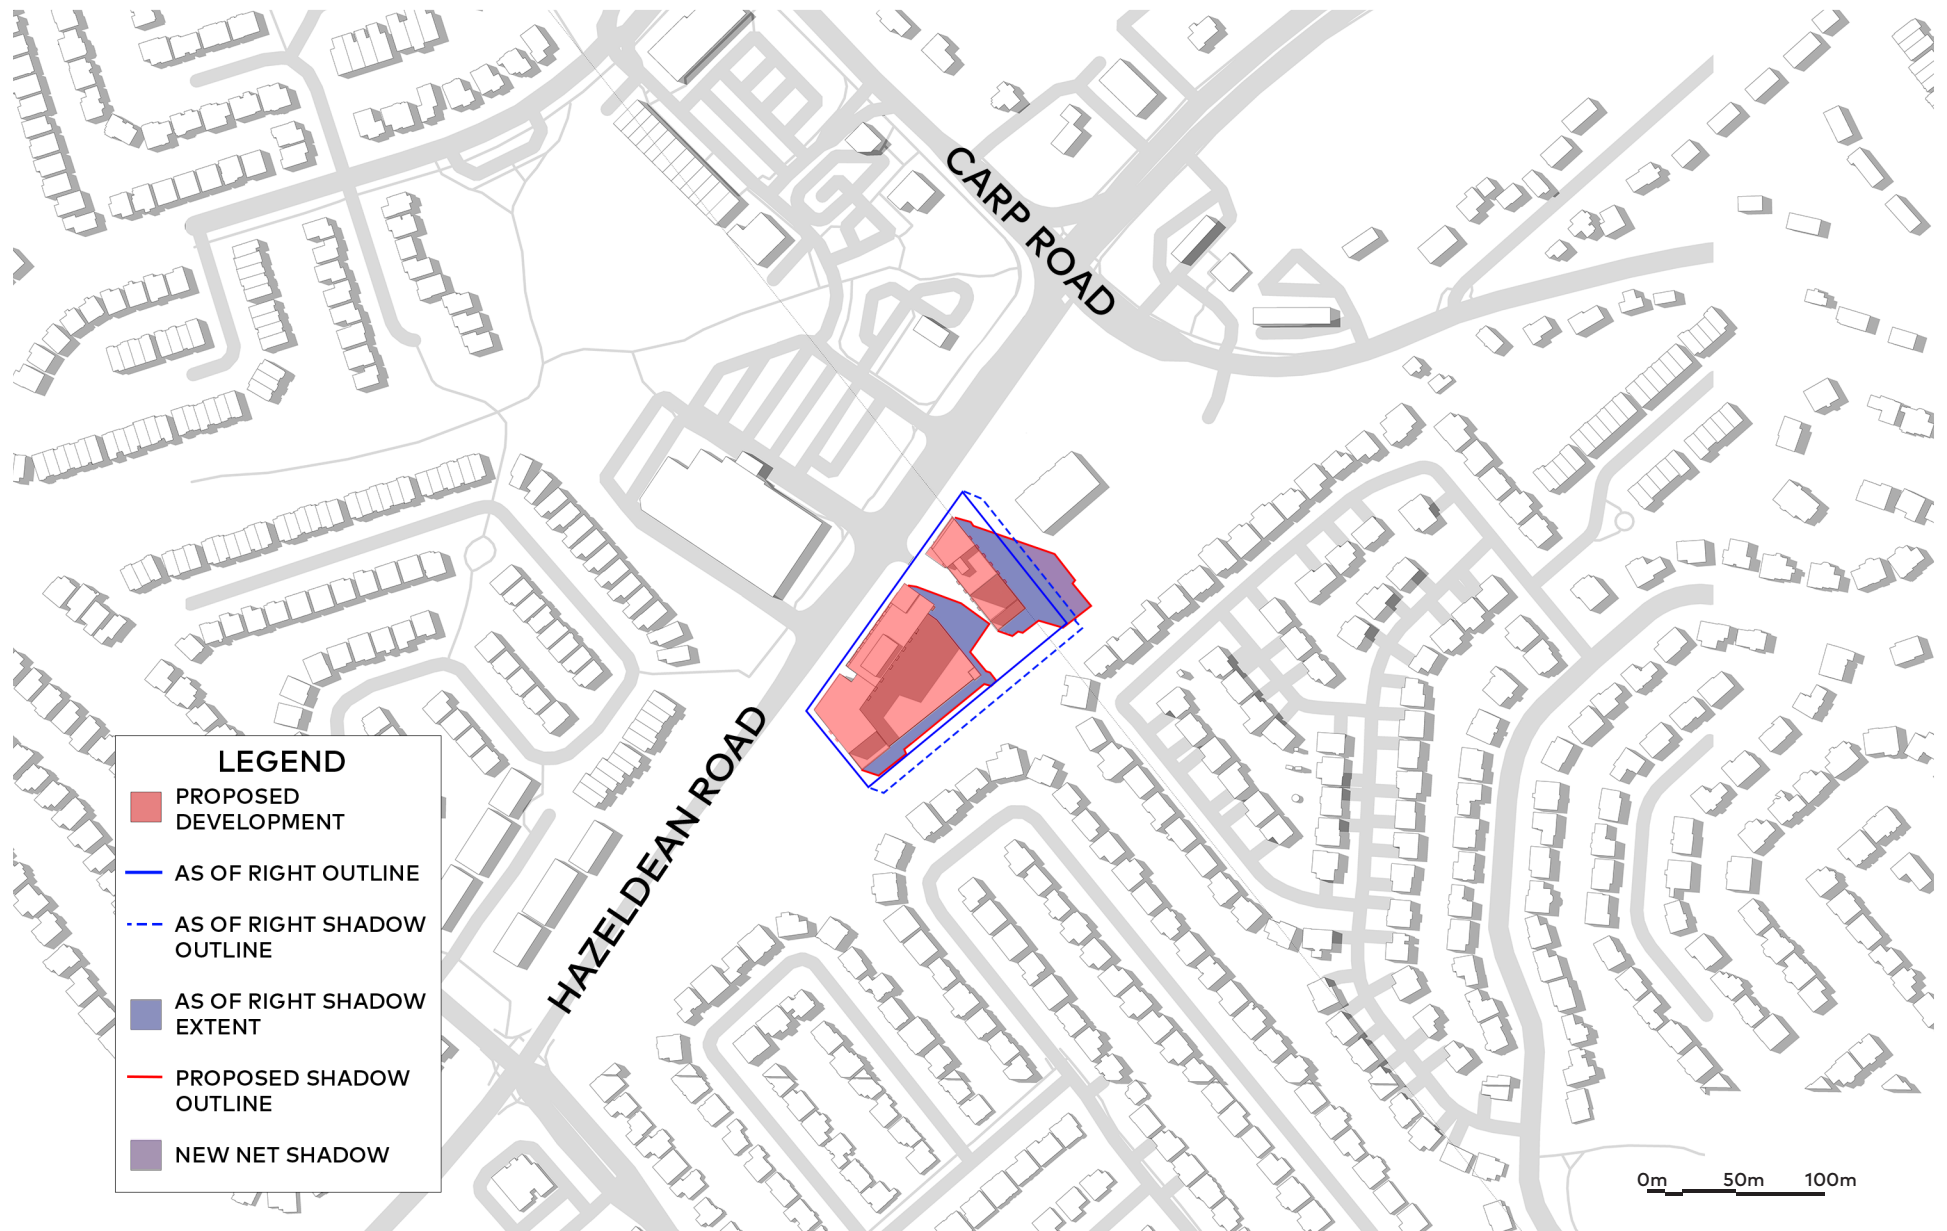 CARP ROAD
HAZELDEAN ROAD
LEGEND
PROPOSED
DEVELOPMENT
AS OF RIGHT OUTLINE
AS OF RIGHT SHADOW
OUTLINE
AS OF RIGHT SHADOW
EXTENT
PROPOSED SHADOW
OUTLINE
NEW NET SHADOW
0m 50m 100m